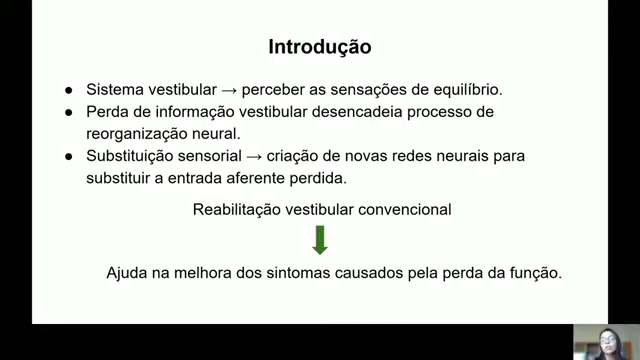 Introdução
● Sistema vestibular → perceber as sensações de equilíbrio.
● Perda de informação vestibular desencadeia processo de
reorganização neural.
● Substituição sensorial → criação de novas redes neurais para
substituir a entrada aferente perdida.
Reabilitação vestibular convencional
Ajuda na melhora dos sintomas causados pela perda da função.